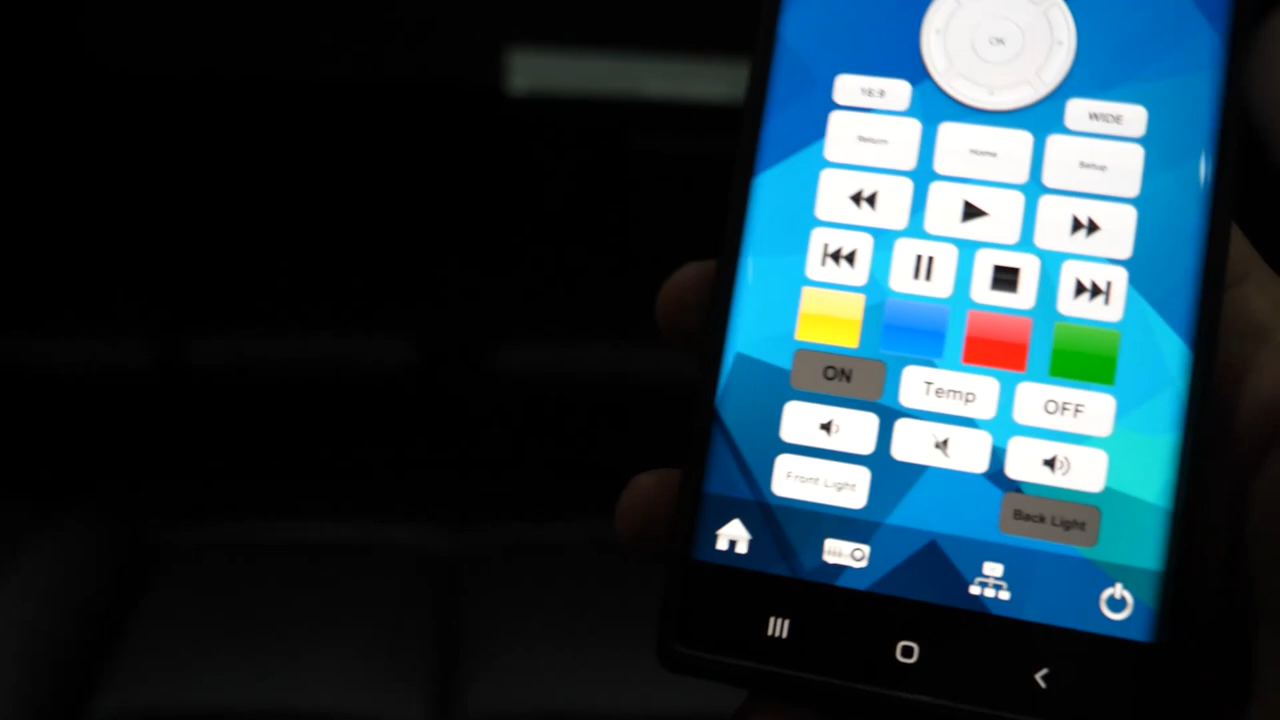 OK
16:9
WIDE
Return Home Setup
ON Temp OFF
Front Light
Back Light